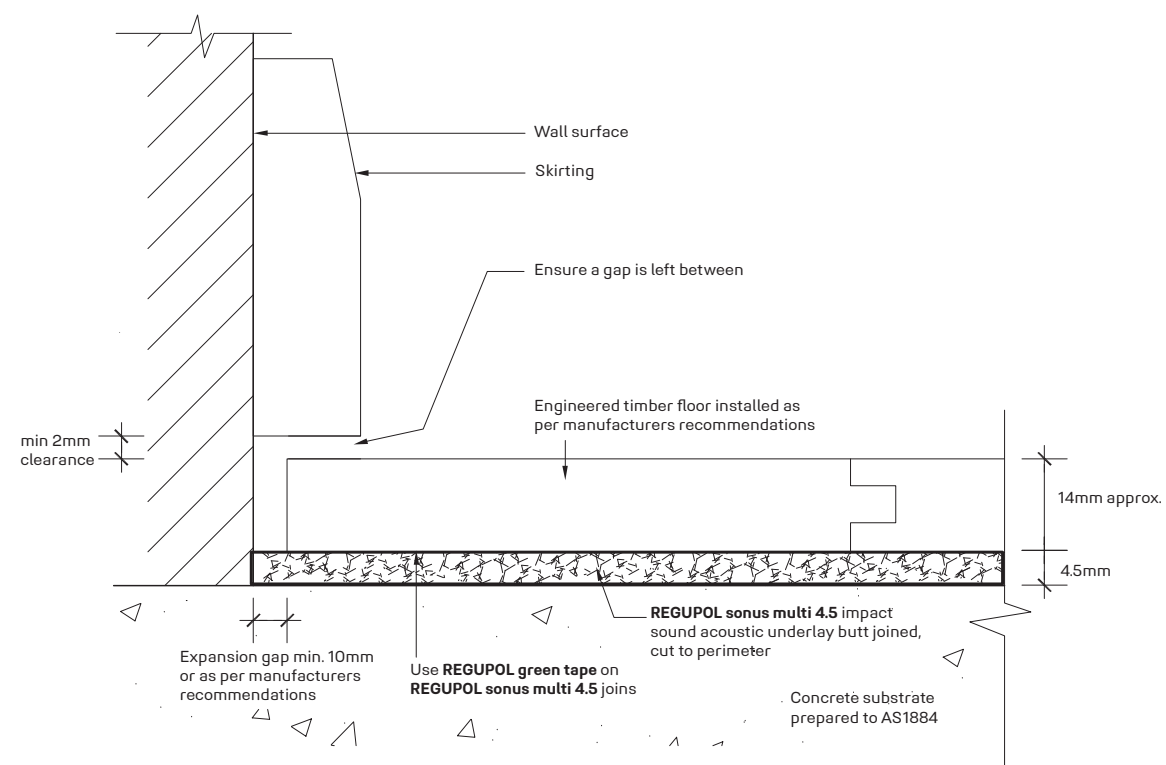 Wall surface
Skirting
Ensure a gap is left between
Engineered timber floor installed as
per manufacturers recommendations
min 2mm
clearance
14mm approx.
4.5mm
REGUPOL sonus multi 4.5 impact
sound acoustic underlay butt joined,
cut to perimeter
Expansion gap min. 10mm
or as per manufacturers
recommendations
Use REGUPOL green tape on
REGUPOL sonus multi 4.5 joins
Concrete substrate
prepared to AS1884